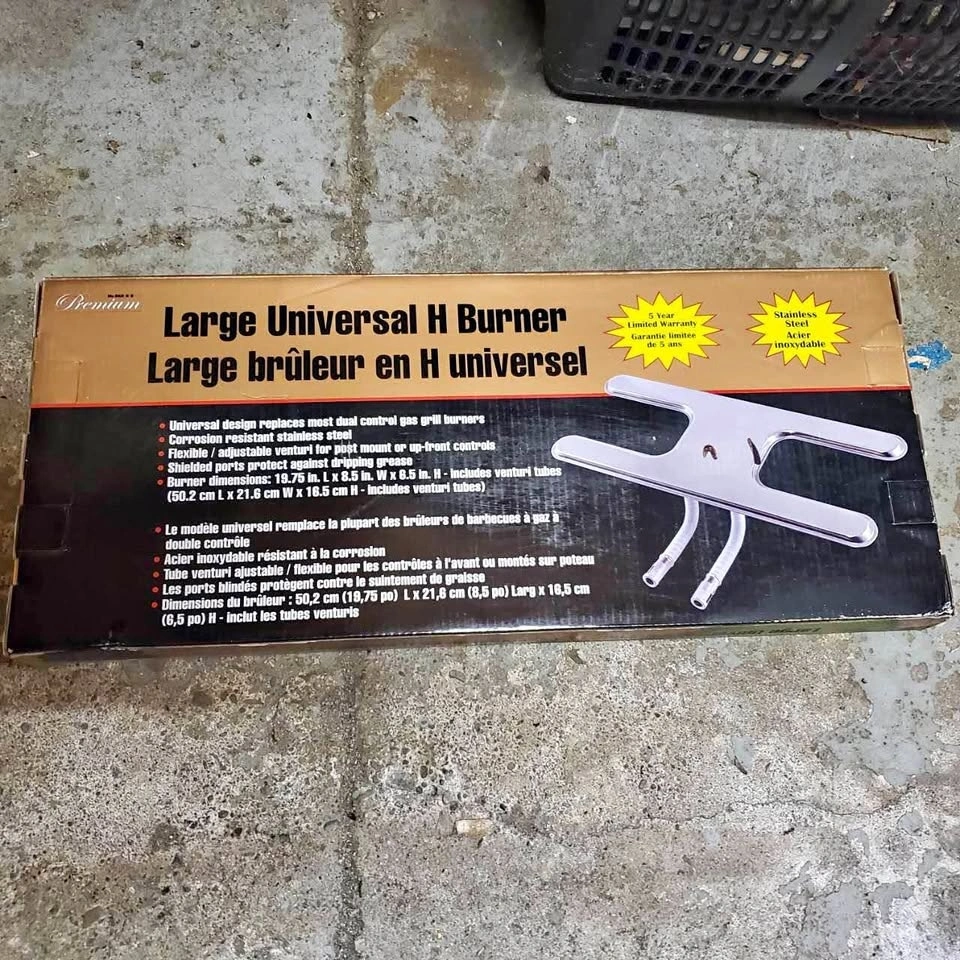 Premium
Large Universal H Burner
Large brûleur en H universel
5 Year
Limited Warranty
Garantie limitée
de 5 ans
Stainless
Steel
Acier
inoxydable
• Universal design replaces most dual control gas grill burners
• Corrosion resistant stainless steel
• Flexible / adjustable venturi for post mount or up-front controls
• Shielded ports protect against dripping grease
• Burner dimensions: 19.75 in. L x 8.5 in. W x 6.5 in. H - includes venturi tubes
(50.2 cm L x 21.6 cm W x 16.5 cm H - includes venturi tubes)
• Le modèle universel remplace la plupart des brûleurs de barbecues à gaz à
double contrôle
• Acier inoxydable résistant à la corrosion
• Tube venturi ajustable / flexible pour les contrôles à l'avant ou montés sur poteau
• Les ports blindés protègent contre le suintement de graisse
• Dimensions du brûleur : 50,2 cm (19,75 po) L x 21,6 cm (8,5 po) Larg x 16,5 cm
(6,5 po) H - inclut les tubes venturis